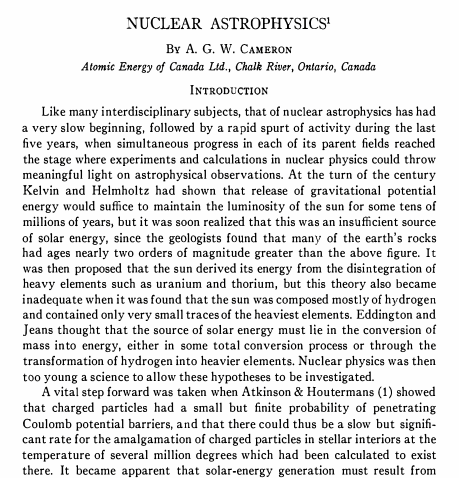 NUCLEAR ASTROPHYSICS¹
By A. G. W. Cameron
Atomic Energy of Canada Ltd., Chalk River, Ontario, Canada
Introduction
Like many interdisciplinary subjects, that of nuclear astrophysics has had
a very slow beginning, followed by a rapid spurt of activity during the last
five years, when simultaneous progress in each of its parent fields reached
the stage where experiments and calculations in nuclear physics could throw
meaningful light on astrophysical observations. At the turn of the century
Kelvin and Helmholtz had shown that release of gravitational potential
energy would suffice to maintain the luminosity of the sun for some tens of
millions of years, but it was soon realized that this was an insufficient source
of solar energy, since the geologists found that many of the earth's rocks
had ages nearly two orders of magnitude greater than the above figure. It
was then proposed that the sun derived its energy from the disintegration of
heavy elements such as uranium and thorium, but this theory also became
inadequate when it was found that the sun was composed mostly of hydrogen
and contained only very small traces of the heaviest elements. Eddington and
Jeans thought that the source of solar energy must lie in the conversion of
mass into energy, either in some total conversion process or through the
transformation of hydrogen into heavier elements. Nuclear physics was then
too young a science to allow these hypotheses to be investigated.
A vital step forward was taken when Atkinson & Houtermans (1) showed
that charged particles had a small but finite probability of penetrating
Coulomb potential barriers, and that there could thus be a slow but signifi-
cant rate for the amalgamation of charged particles in stellar interiors at the
temperature of several million degrees which had been calculated to exist
there. It became apparent that solar-energy generation must result from